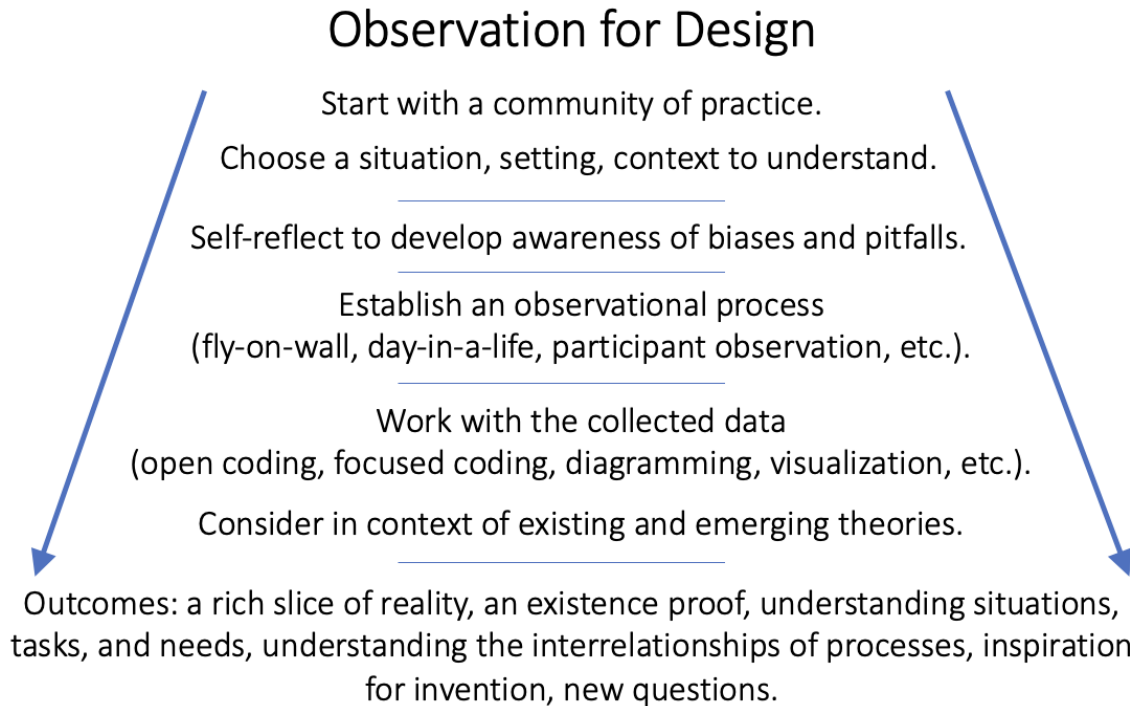 Observation for Design
Start with a community of practice.
Choose a situation, setting, context to understand.
Self-reflect to develop awareness of biases and pitfalls.
Establish an observational process
(fly-on-wall, day-in-a-life, participant observation, etc.).
Work with the collected data
(open coding, focused coding, diagramming, visualization, etc.).
Consider in context of existing and emerging theories.
Outcomes: a rich slice of reality, an existence proof, understanding situations,
tasks, and needs, understanding the interrelationships of processes, inspiration
for invention, new questions.